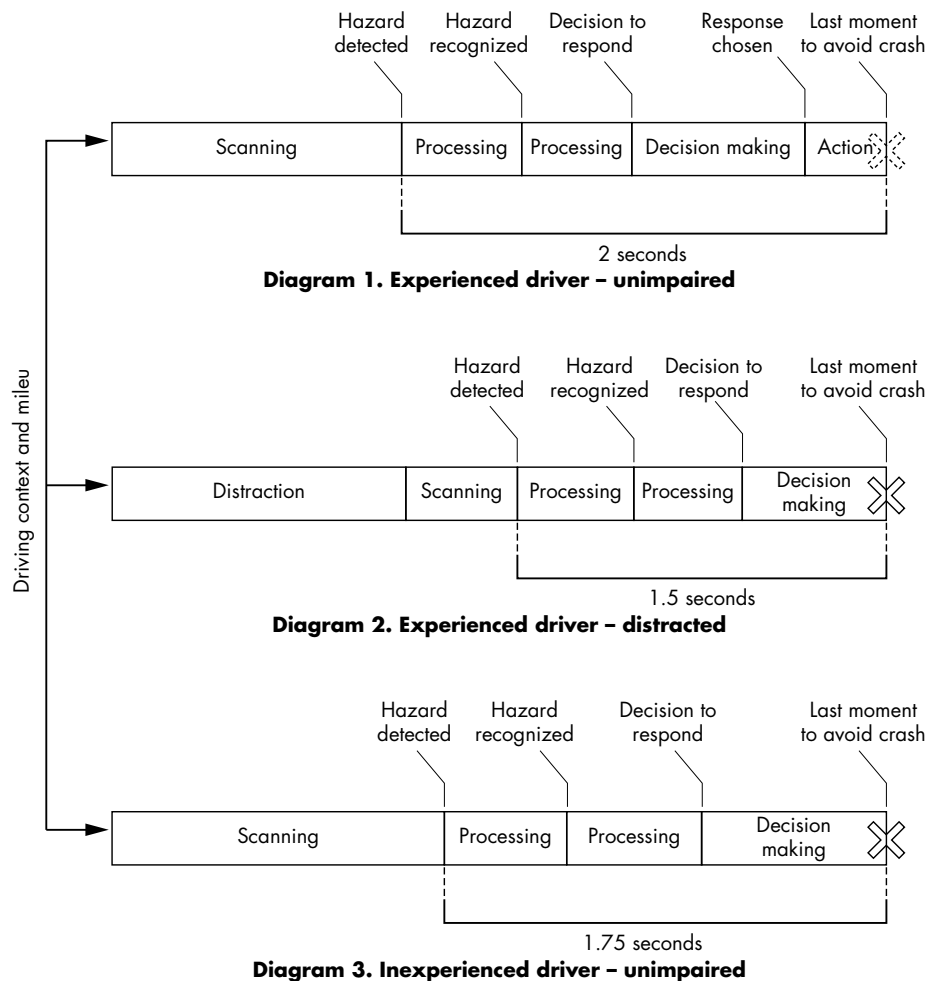 Hazard
detected
Hazard
recognized
Decision to
respond
Response
chosen
Last moment
to avoid crash
Scanning
Processing
Processing
Decision making
Action
2 seconds
Diagram 1. Experienced driver – unimpaired
Driving context and mileu
Hazard
detected
Hazard
recognized
Decision to
respond
Last moment
to avoid crash
Distraction
Scanning
Processing
Processing
Decision
making
1.5 seconds
Diagram 2. Experienced driver – distracted
Hazard
detected
Hazard
recognized
Decision to
respond
Last moment
to avoid crash
Scanning
Processing
Processing
Decision
making
1.75 seconds
Diagram 3. Inexperienced driver – unimpaired